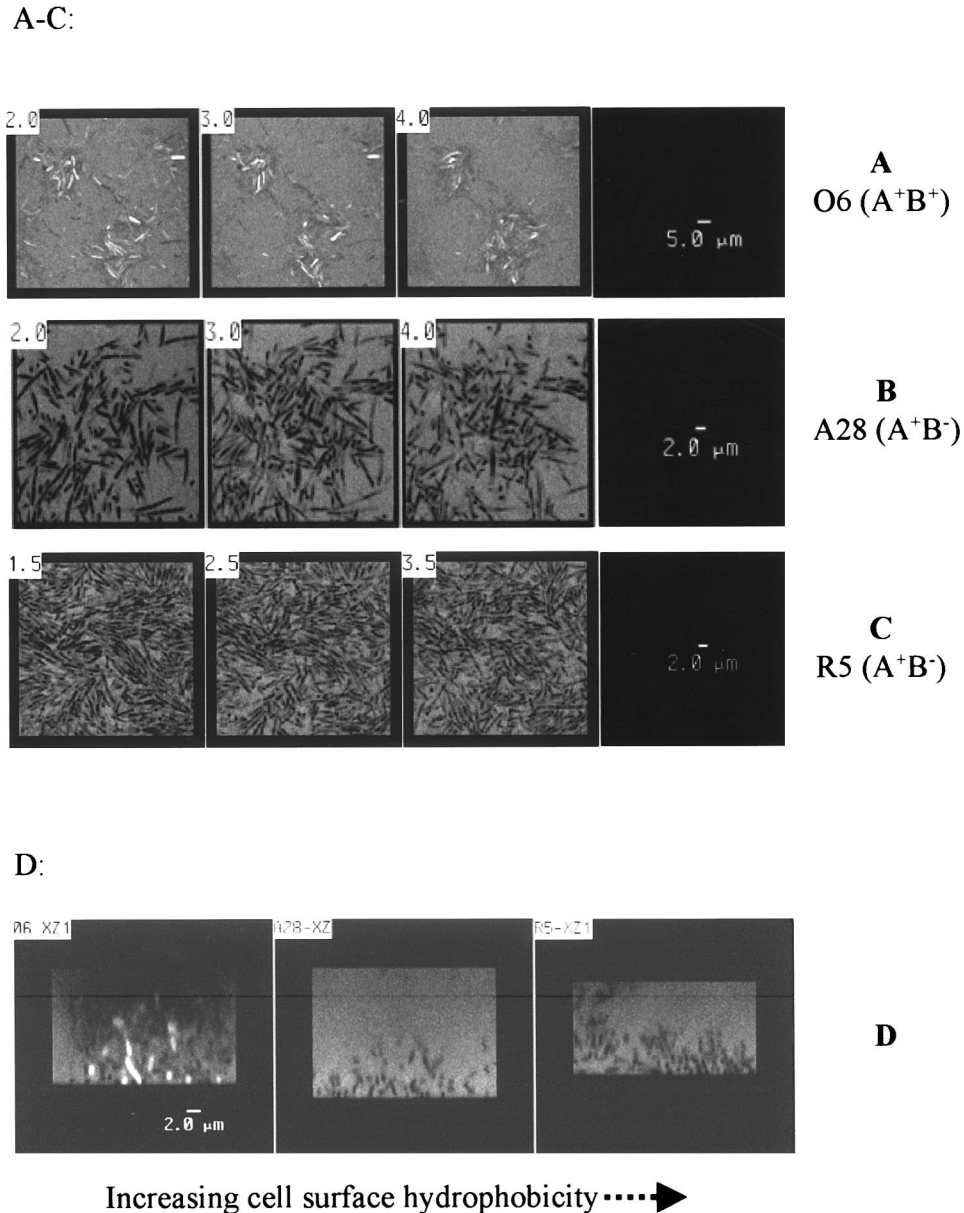 A-C:
2.0 3.0 4.0
5.0 µm
A
O6 (A⁺B⁺)
2.0 3.0 4.0
2.0 µm
B
A28 (A⁺B⁻)
1.5 2.5 3.5
2.0 µm
C
R5 (A⁺B⁻)
D:
O6 XZ1 A28-XZ R5-XZ1
2.0 µm
D
Increasing cell surface hydrophobicity